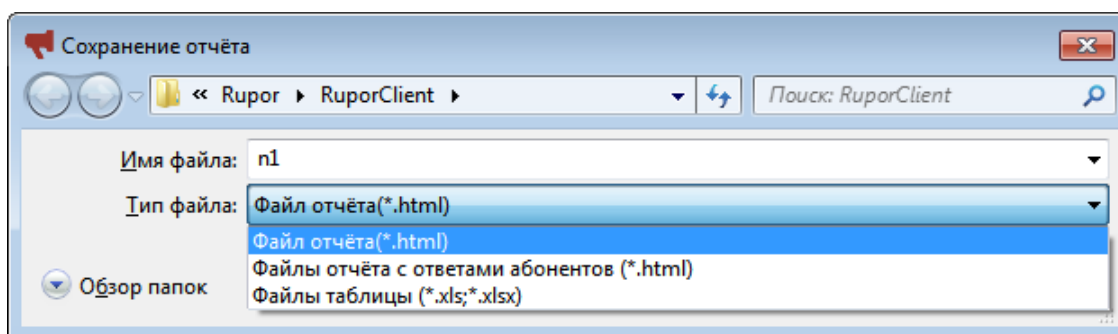 Сохранение отчёта
« Rupor RuporClient Поиск: RuporClient
Имя файла: n1
Тип файла: Файл отчёта(*.html)
Файл отчёта(*.html)
Файлы отчёта с ответами абонентов (*.html)
Файлы таблицы (*.xls;*.xlsx)
Обзор папок